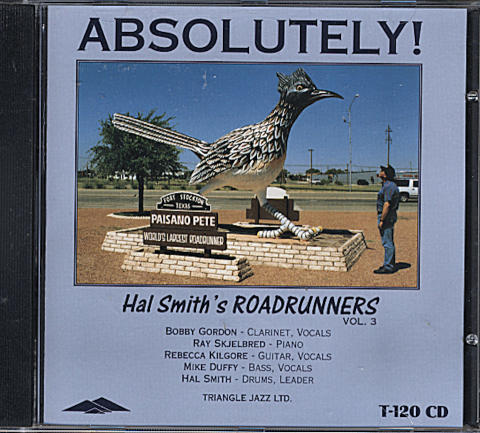 ABSOLUTELY!
FORT STOCKTON
TEXAS
PAISANO PETE
WORLD'S LARGEST ROADRUNNER
Hal Smith's ROADRUNNERS
VOL. 3
BOBBY GORDON - CLARINET, VOCALS
RAY SKJELBRED - PIANO
REBECCA KILGORE - GUITAR, VOCALS
MIKE DUFFY - BASS, VOCALS
HAL SMITH - DRUMS, LEADER
TRIANGLE JAZZ LTD.
T-120 CD